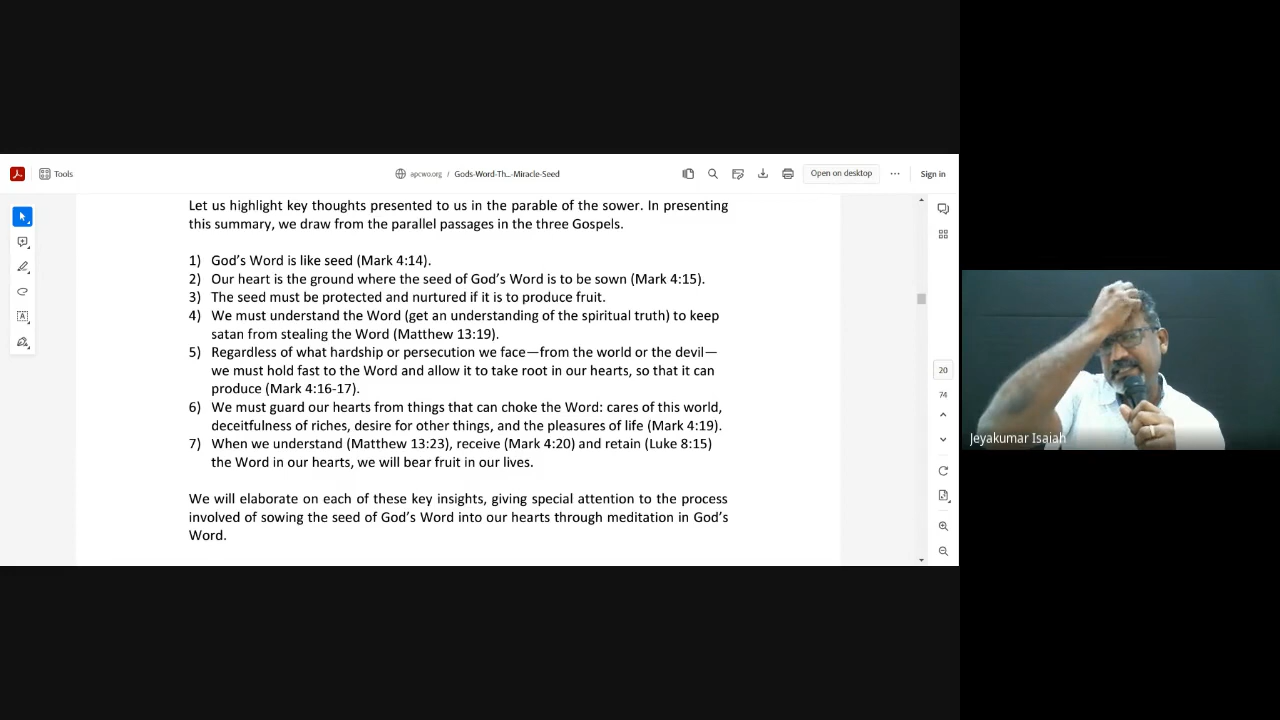 Tools
apcwo.org / Gods-Word-Th...-Miracle-Seed
Open on desktop
Sign in
Let us highlight key thoughts presented to us in the parable of the sower. In presenting
this summary, we draw from the parallel passages in the three Gospels.
1) God's Word is like seed (Mark 4:14).
2) Our heart is the ground where the seed of God's Word is to be sown (Mark 4:15).
3) The seed must be protected and nurtured if it is to produce fruit.
4) We must understand the Word (get an understanding of the spiritual truth) to keep
satan from stealing the Word (Matthew 13:19).
5) Regardless of what hardship or persecution we face—from the world or the devil—
we must hold fast to the Word and allow it to take root in our hearts, so that it can
produce (Mark 4:16-17).
6) We must guard our hearts from things that can choke the Word: cares of this world,
deceitfulness of riches, desire for other things, and the pleasures of life (Mark 4:19).
7) When we understand (Matthew 13:23), receive (Mark 4:20) and retain (Luke 8:15)
the Word in our hearts, we will bear fruit in our lives.
We will elaborate on each of these key insights, giving special attention to the process
involved of sowing the seed of God's Word into our hearts through meditation in God's
Word.
20
74
Jeyakumar Isaiah